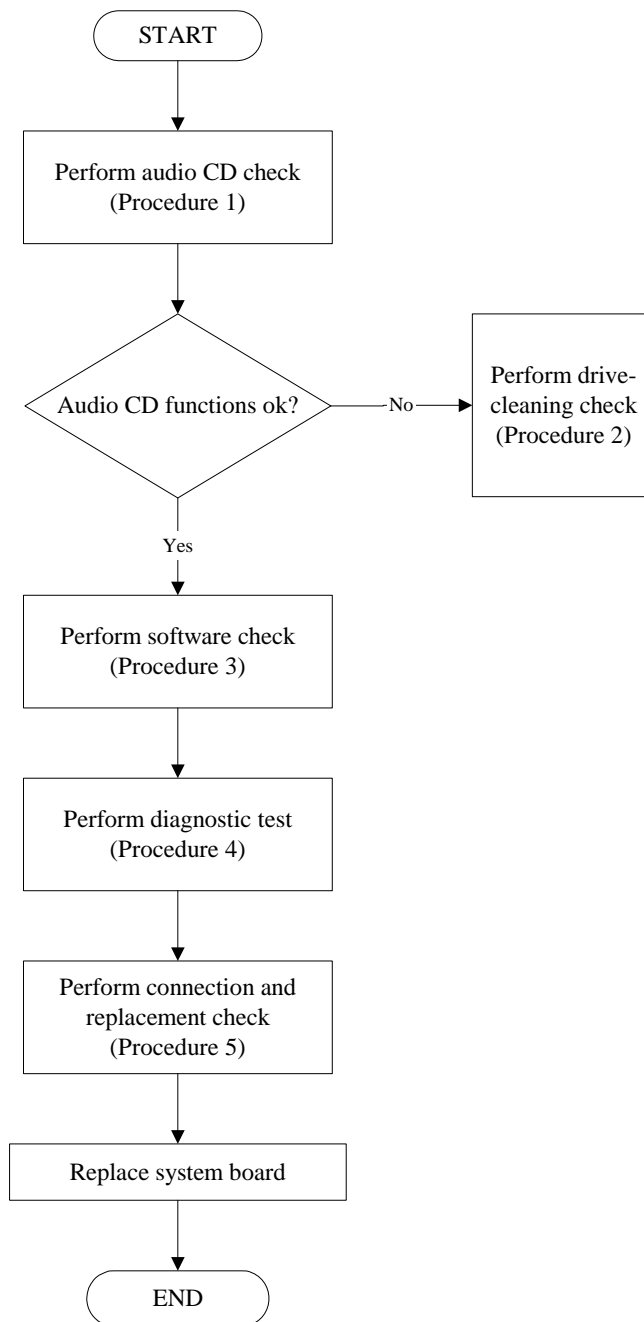 START
Perform audio CD check
(Procedure 1)
Audio CD functions ok?
No
Perform drive-
cleaning check
(Procedure 2)
Yes
Perform software check
(Procedure 3)
Perform diagnostic test
(Procedure 4)
Perform connection and
replacement check
(Procedure 5)
Replace system board
END